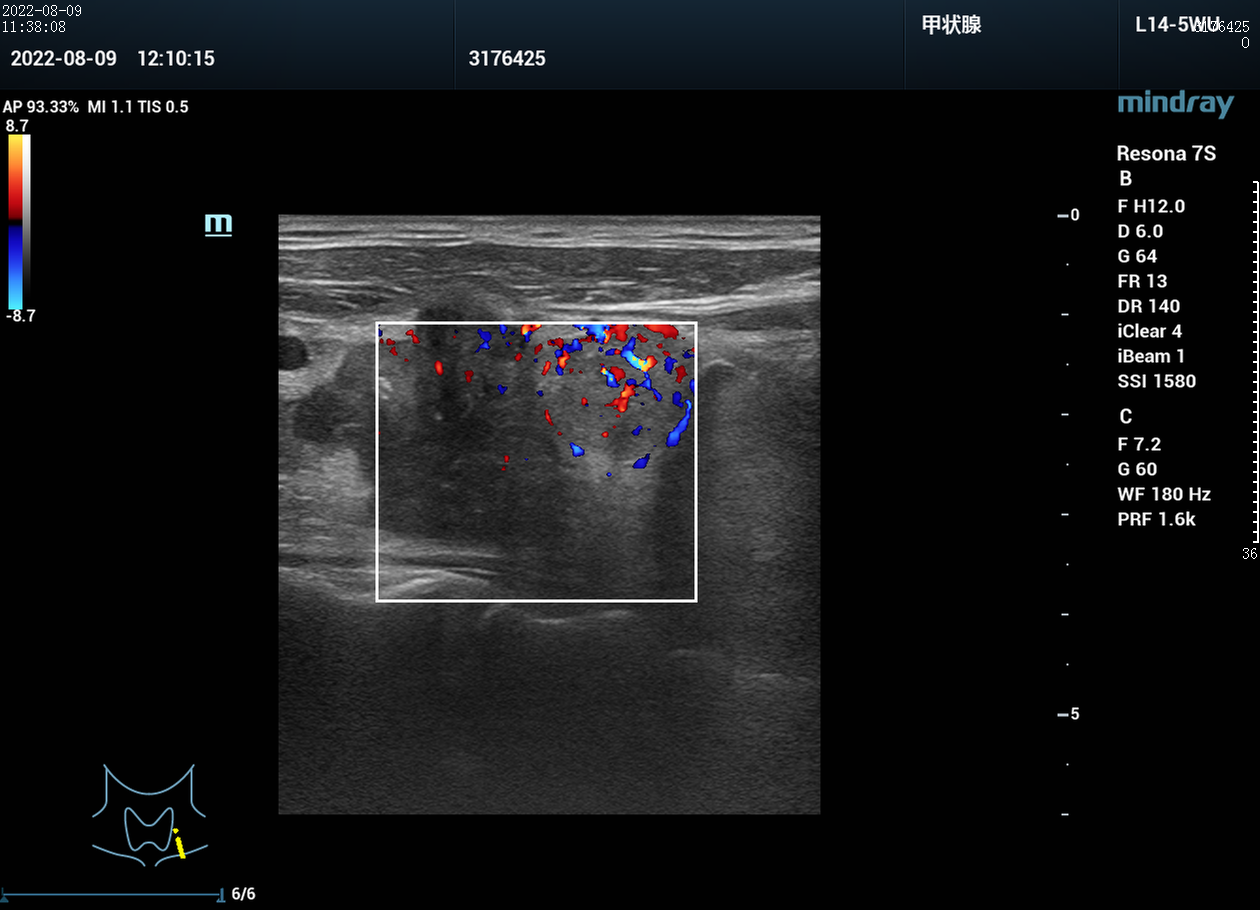 2022-08-09
11:38:08
甲状腺
L14-5WU
3176425
0
2022-08-09 12:10:15
3176425
AP 93.33% MI 1.1 TIS 0.5
mindray
8.7
-8.7
m
Resona 7S
B
F H12.0
D 6.0
G 64
FR 13
DR 140
iClear 4
iBeam 1
SSI 1580
C
F 7.2
G 60
WF 180 Hz
PRF 1.6k
0
5
36
6/6